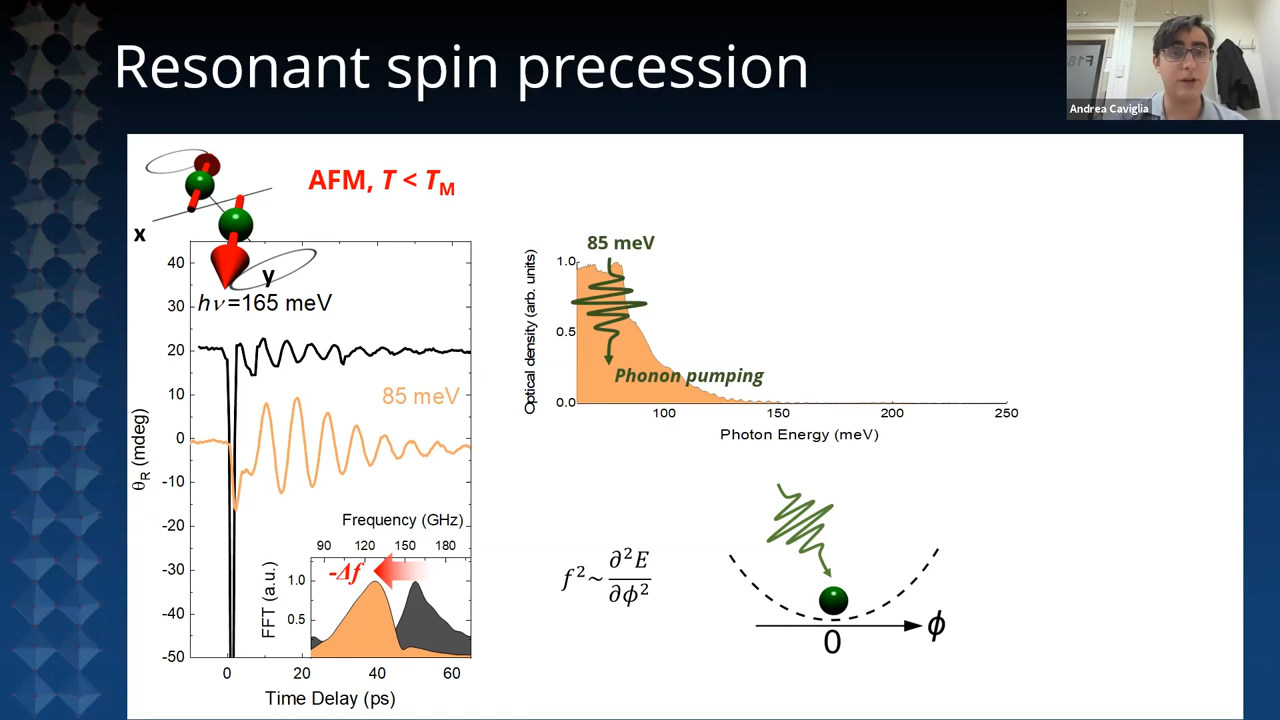 Resonant spin precession
Andrea Caviglia
AFM, T < T_M
x
y
hν=165 meV
85 meV
40
30
20
10
0
-10
-20
-30
-40
-50
θ_R (mdeg)
Frequency (GHz)
90 120 150 180
-Δf
1.0
0.5
FFT (a.u.)
0 20 40 60
Time Delay (ps)
85 meV
1.0
0.5
0.0
Optical density (arb. units)
Phonon pumping
100 150 200 250
Photon Energy (meV)
f² ~ ∂²E/∂ϕ²
0
ϕ